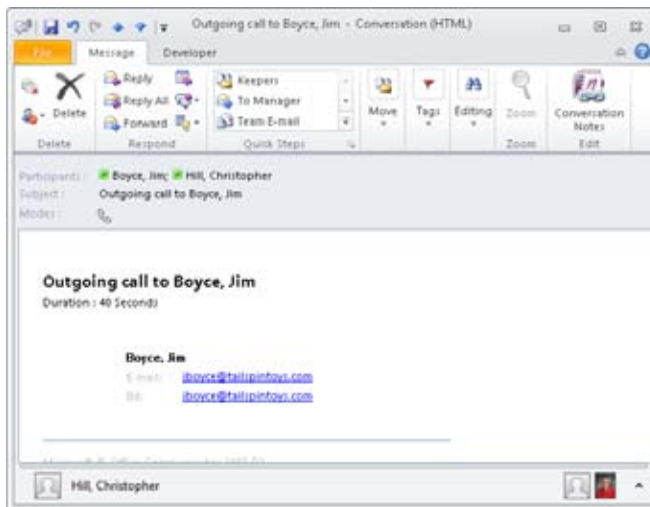 Outgoing call to Boyce, Jim - Conversation (HTML)
File Message Developer
Delete
Reply
Reply All
Forward
Keepers
To Manager
Team E-mail
Move
Tags
Editing
Zoom
Conversation
Notes
Delete Respond Quick Steps Zoom Edit
Participants : Boyce, Jim; Hill, Christopher
Subject : Outgoing call to Boyce, Jim
Modes :
Outgoing call to Boyce, Jim
Duration : 40 Seconds
Boyce, Jim
E-mail: jboyce@tailspintoys.com
jboyce@tailspintoys.com
Hill, Christopher